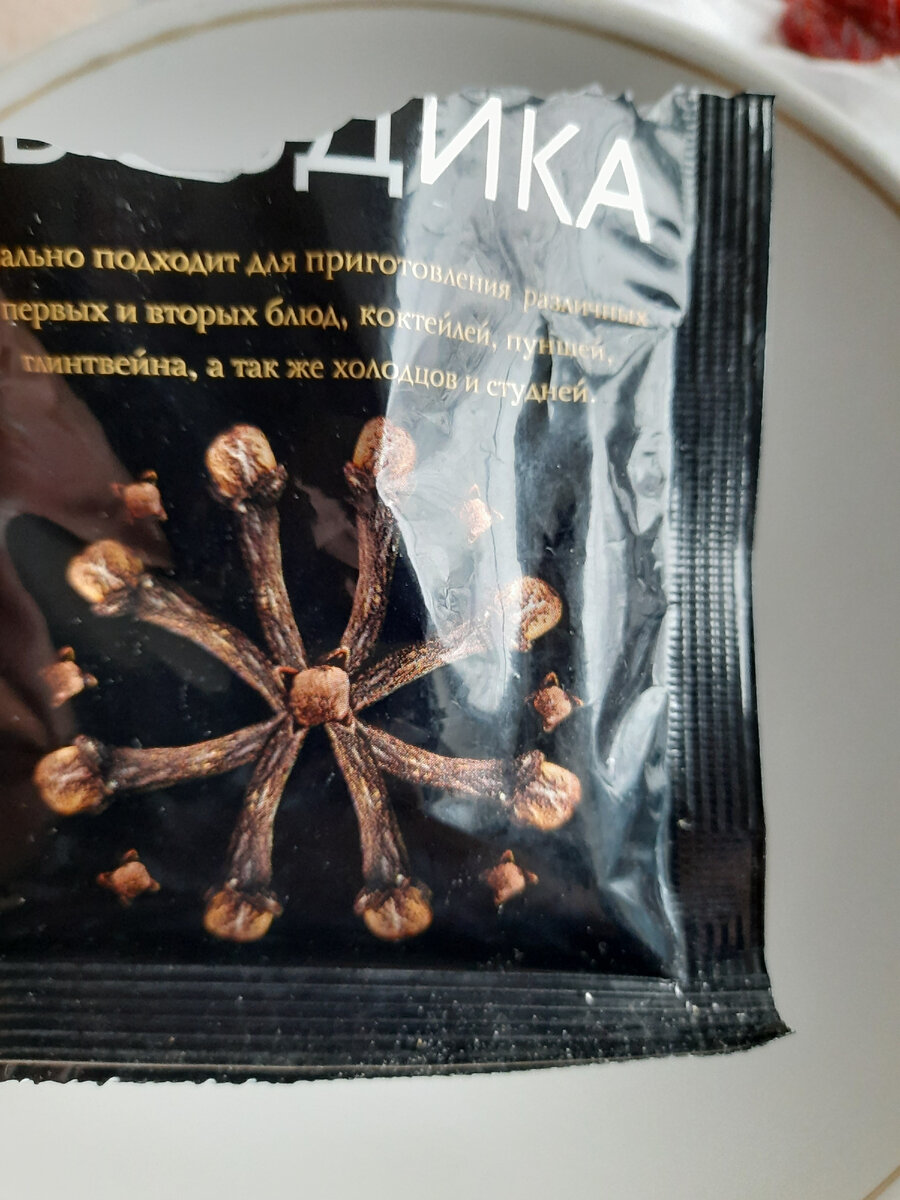 ДИКА
ально подходит для приготовления различных
первых и вторых блюд, коктейлей, пуншей,
глинтвейна, а так же холодцов и студней.